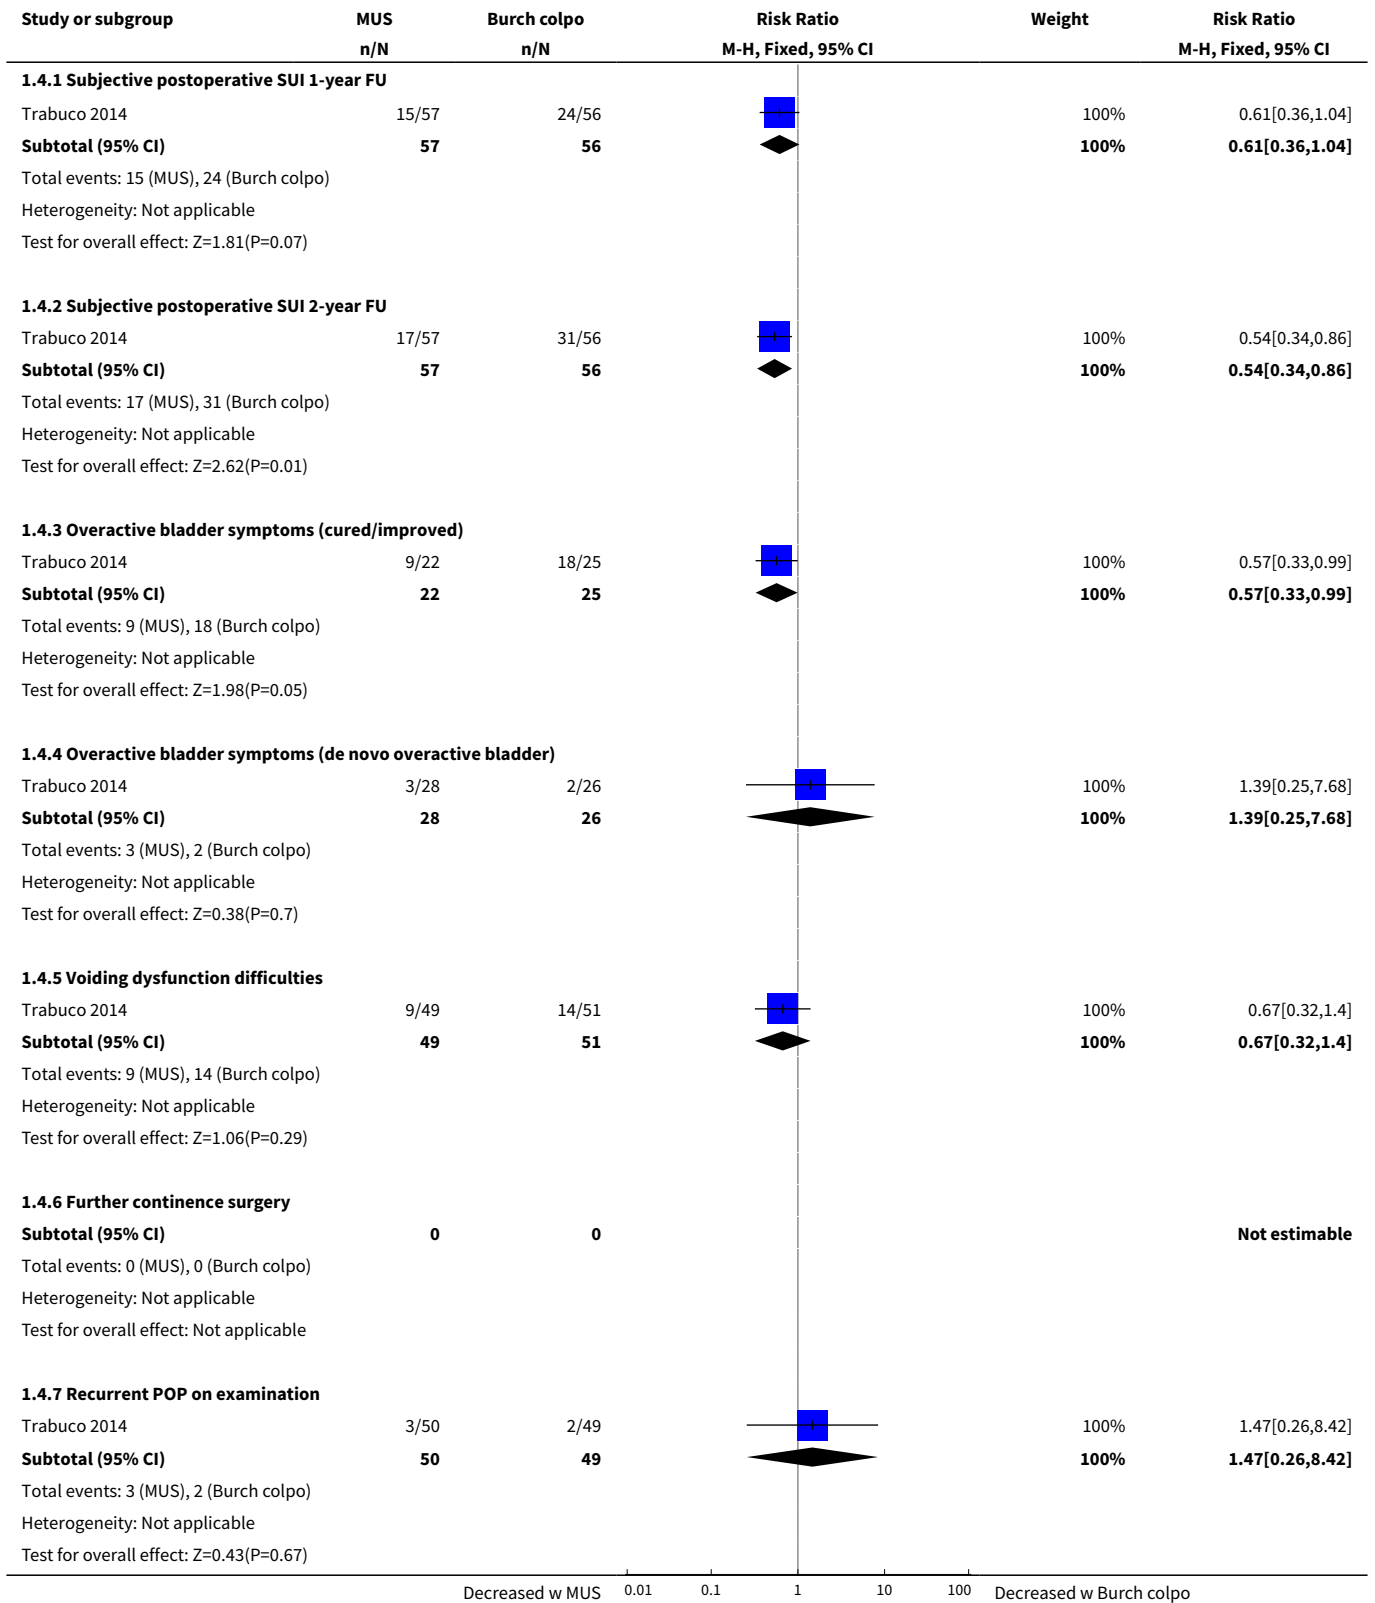 Study or subgroup MUS Burch colpo Risk Ratio Weight Risk Ratio
n/N n/N M-H, Fixed, 95% CI M-H, Fixed, 95% CI
1.4.1 Subjective postoperative SUI 1-year FU
Trabuco 2014 15/57 24/56 100% 0.61[0.36,1.04]
Subtotal (95% CI) 57 56 100% 0.61[0.36,1.04]
Total events: 15 (MUS), 24 (Burch colpo)
Heterogeneity: Not applicable
Test for overall effect: Z=1.81(P=0.07)
1.4.2 Subjective postoperative SUI 2-year FU
Trabuco 2014 17/57 31/56 100% 0.54[0.34,0.86]
Subtotal (95% CI) 57 56 100% 0.54[0.34,0.86]
Total events: 17 (MUS), 31 (Burch colpo)
Heterogeneity: Not applicable
Test for overall effect: Z=2.62(P=0.01)
1.4.3 Overactive bladder symptoms (cured/improved)
Trabuco 2014 9/22 18/25 100% 0.57[0.33,0.99]
Subtotal (95% CI) 22 25 100% 0.57[0.33,0.99]
Total events: 9 (MUS), 18 (Burch colpo)
Heterogeneity: Not applicable
Test for overall effect: Z=1.98(P=0.05)
1.4.4 Overactive bladder symptoms (de novo overactive bladder)
Trabuco 2014 3/28 2/26 100% 1.39[0.25,7.68]
Subtotal (95% CI) 28 26 100% 1.39[0.25,7.68]
Total events: 3 (MUS), 2 (Burch colpo)
Heterogeneity: Not applicable
Test for overall effect: Z=0.38(P=0.7)
1.4.5 Voiding dysfunction difficulties
Trabuco 2014 9/49 14/51 100% 0.67[0.32,1.4]
Subtotal (95% CI) 49 51 100% 0.67[0.32,1.4]
Total events: 9 (MUS), 14 (Burch colpo)
Heterogeneity: Not applicable
Test for overall effect: Z=1.06(P=0.29)
1.4.6 Further continence surgery
Subtotal (95% CI) 0 0 Not estimable
Total events: 0 (MUS), 0 (Burch colpo)
Heterogeneity: Not applicable
Test for overall effect: Not applicable
1.4.7 Recurrent POP on examination
Trabuco 2014 3/50 2/49 100% 1.47[0.26,8.42]
Subtotal (95% CI) 50 49 100% 1.47[0.26,8.42]
Total events: 3 (MUS), 2 (Burch colpo)
Heterogeneity: Not applicable
Test for overall effect: Z=0.43(P=0.67)
Decreased w MUS 0.01 0.1 1 10 100 Decreased w Burch colpo